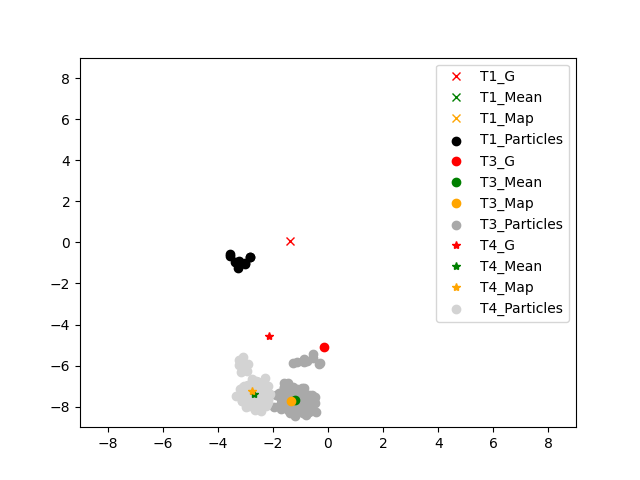 8
6
4
2
0
−2
−4
−6
−8
−8 −6 −4 −2 0 2 4 6 8
T1_G
T1_Mean
T1_Map
T1_Particles
T3_G
T3_Mean
T3_Map
T3_Particles
T4_G
T4_Mean
T4_Map
T4_Particles